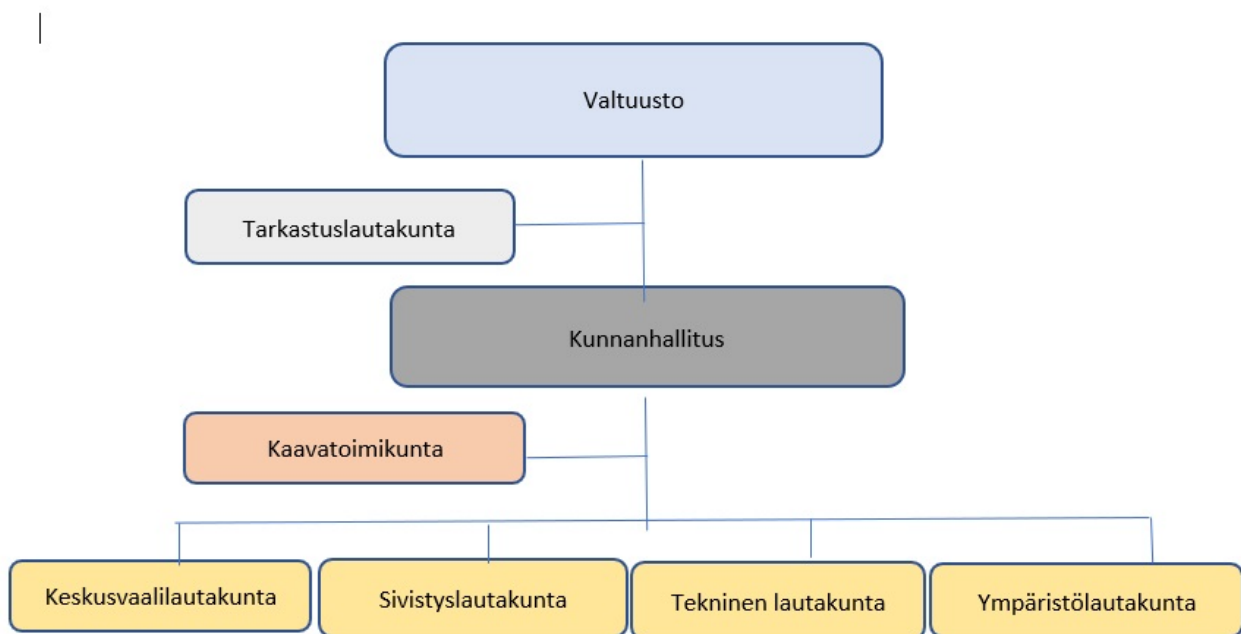 Valtuusto
Tarkastuslautakunta
Kunnanhallitus
Kaavatoimikunta
Keskusvaalilautakunta
Sivistyslautakunta
Tekninen lautakunta
Ympäristölautakunta